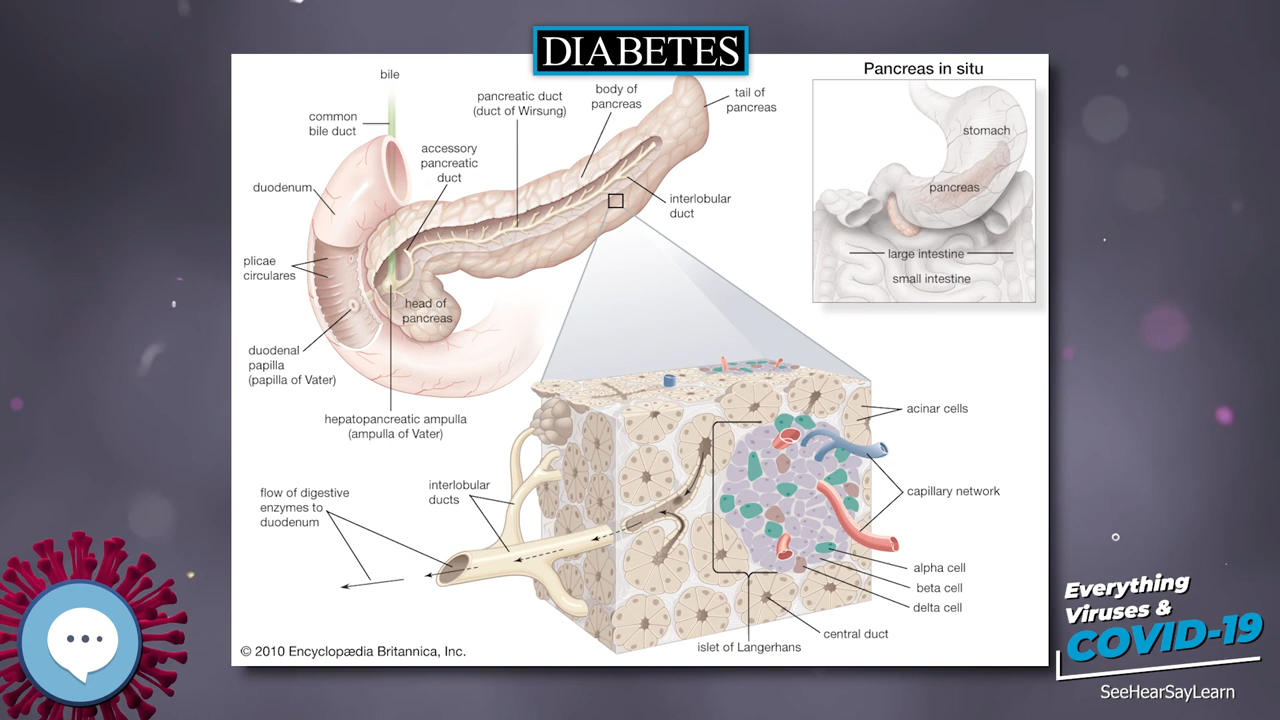 DIABETES
bile
common
bile duct
duodenum
plicae
circulares
duodenal
papilla
(papilla of Vater)
accessory
pancreatic
duct
pancreatic duct
(duct of Wirsung)
body of
pancreas
tail of
pancreas
interlobular
duct
head of
pancreas
hepatopancreatic ampulla
(ampulla of Vater)
Pancreas in situ
stomach
pancreas
large intestine
small intestine
flow of digestive
enzymes to
duodenum
interlobular
ducts
acinar cells
capillary network
alpha cell
beta cell
delta cell
central duct
islet of Langerhans
© 2010 Encyclopædia Britannica, Inc.
Everything
Viruses &
COVID-19
SeeHearSayLearn